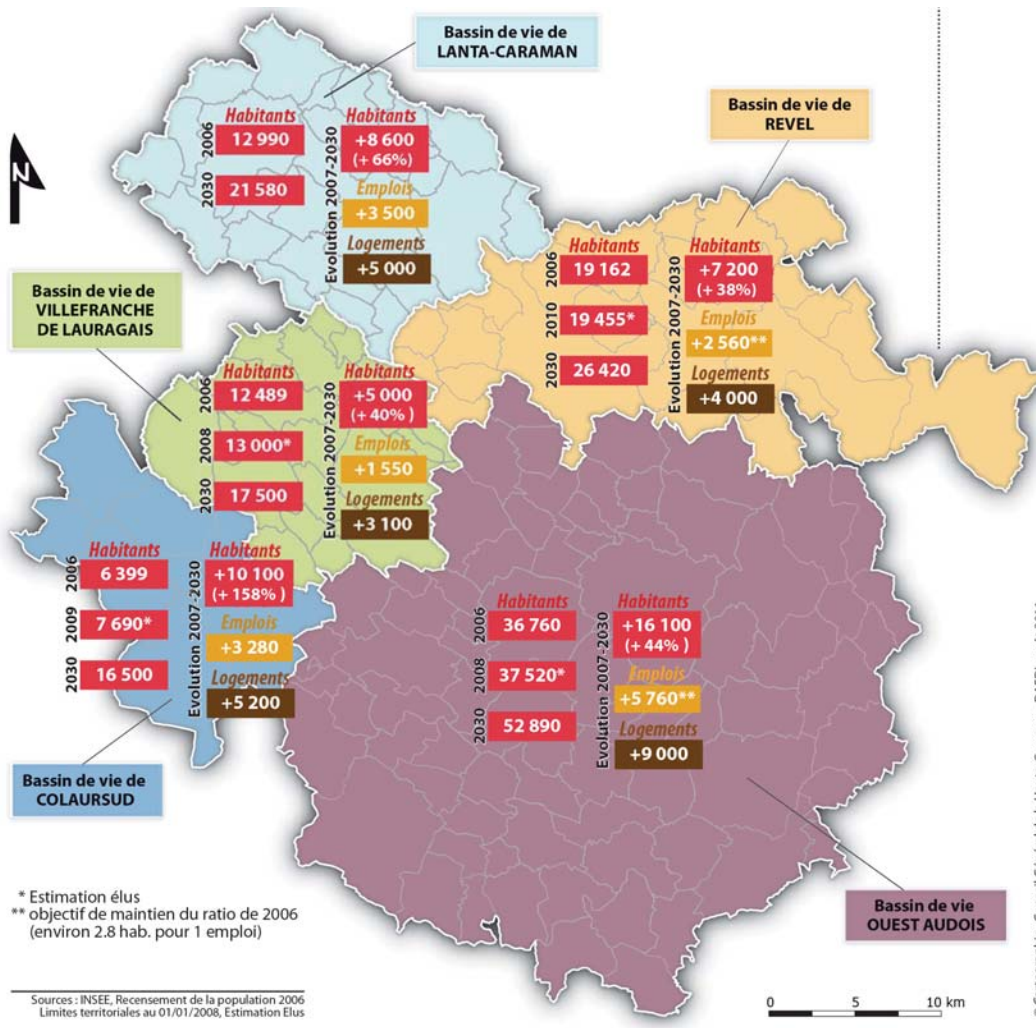 Bassin de vie de
LANTA-CARAMAN
Habitants
2006
12 990
2030
21 580
Evolution 2007-2030
Habitants
+8 600
(+ 66%)
Emplois
+3 500
Logements
+5 000
Bassin de vie de
REVEL
Habitants
2006
19 162
2010
19 455*
2030
26 420
Evolution 2007-2030
Habitants
+7 200
(+ 38%)
Emplois
+2 560**
Logements
+4 000
N
Bassin de vie de
VILLEFRANCHE
DE LAURAGAIS
Habitants
2006
12 489
2008
13 000*
2030
17 500
Evolution 2007-2030
Habitants
+5 000
(+ 40%)
Emplois
+1 550
Logements
+3 100
Habitants
2006
6 399
2009
7 690*
2030
16 500
Evolution 2007-2030
Habitants
+10 100
(+ 158% )
Emplois
+3 280
Logements
+5 200
Bassin de vie de
COLAURSUD
Habitants
2006
36 760
2008
37 520*
2030
52 890
Evolution 2007-2030
Habitants
+16 100
(+ 44% )
Emplois
+5 760**
Logements
+9 000
Bassin de vie
OUEST AUDOIS
* Estimation élus
** objectif de maintien du ratio de 2006
(environ 2.8 hab. pour 1 emploi)
Sources : INSEE, Recensement de la population 2006
Limites territoriales au 01/01/2008, Estimation Elus
0 5 10 km